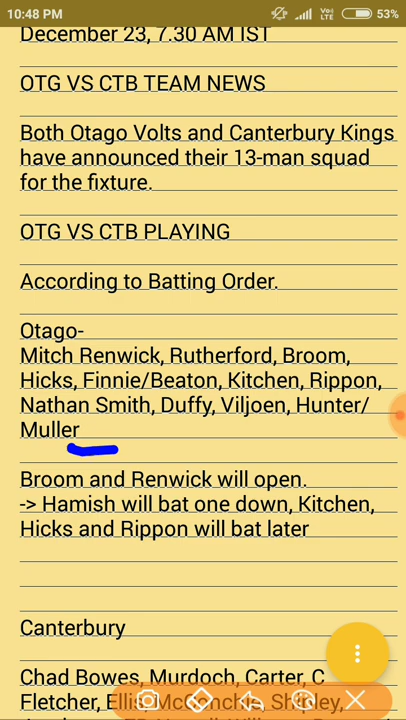 10:48 PM
VoLTE 53%
December 23, 7.30 AM IST
OTG VS CTB TEAM NEWS
Both Otago Volts and Canterbury Kings
have announced their 13-man squad
for the fixture.
OTG VS CTB PLAYING
According to Batting Order.
Otago-
Mitch Renwick, Rutherford, Broom,
Hicks, Finnie/Beaton, Kitchen, Rippon,
Nathan Smith, Duffy, Viljoen, Hunter/
Muller
Broom and Renwick will open.
-> Hamish will bat one down, Kitchen,
Hicks and Rippon will bat later
Canterbury
Chad Bowes, Murdoch, Carter, C
Fletcher, Ellis, McConchie, Shipley,